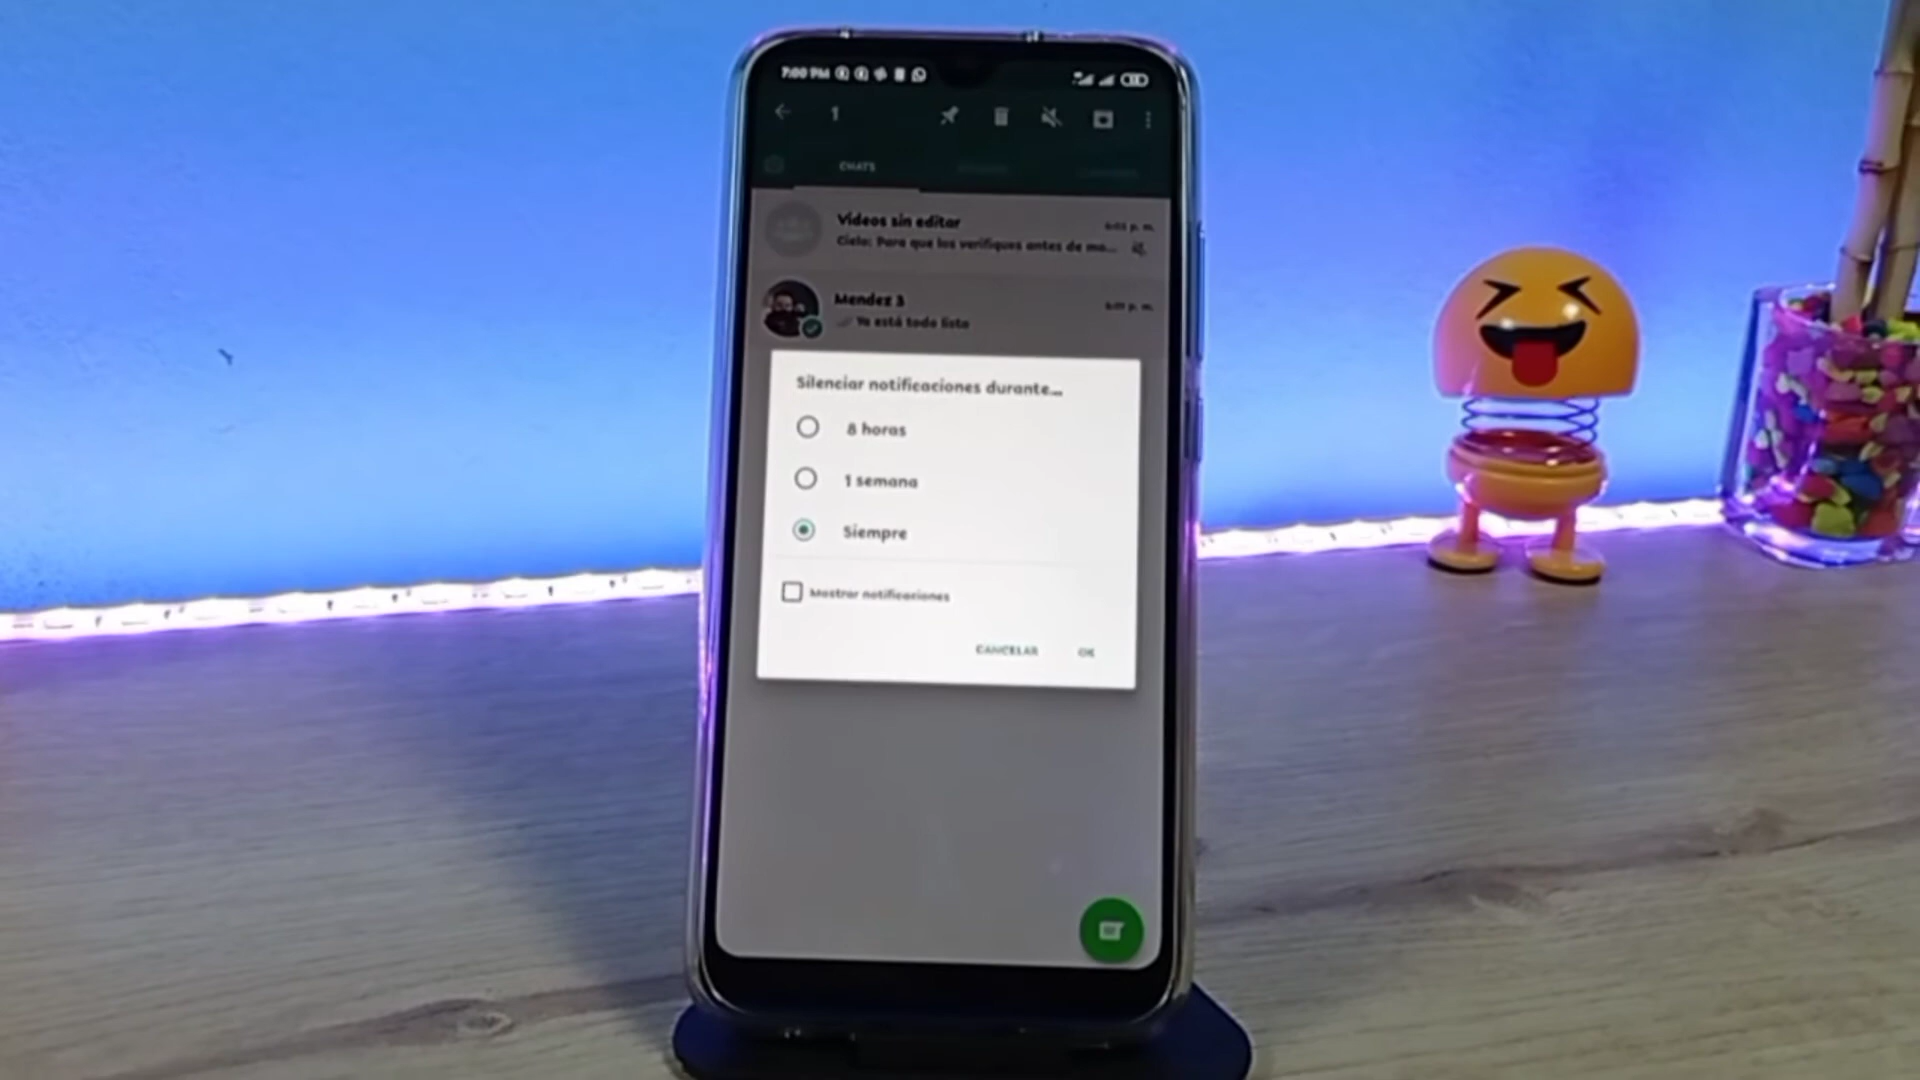 7:00 PM
1
CHATS
Videos sin editar
Cielo: Para que los verifiques antes de mo...
Mendez 3
Ya está todo listo
Silenciar notificaciones durante...
8 horas
1 semana
Siempre
Mostrar notificaciones
CANCELAR OK